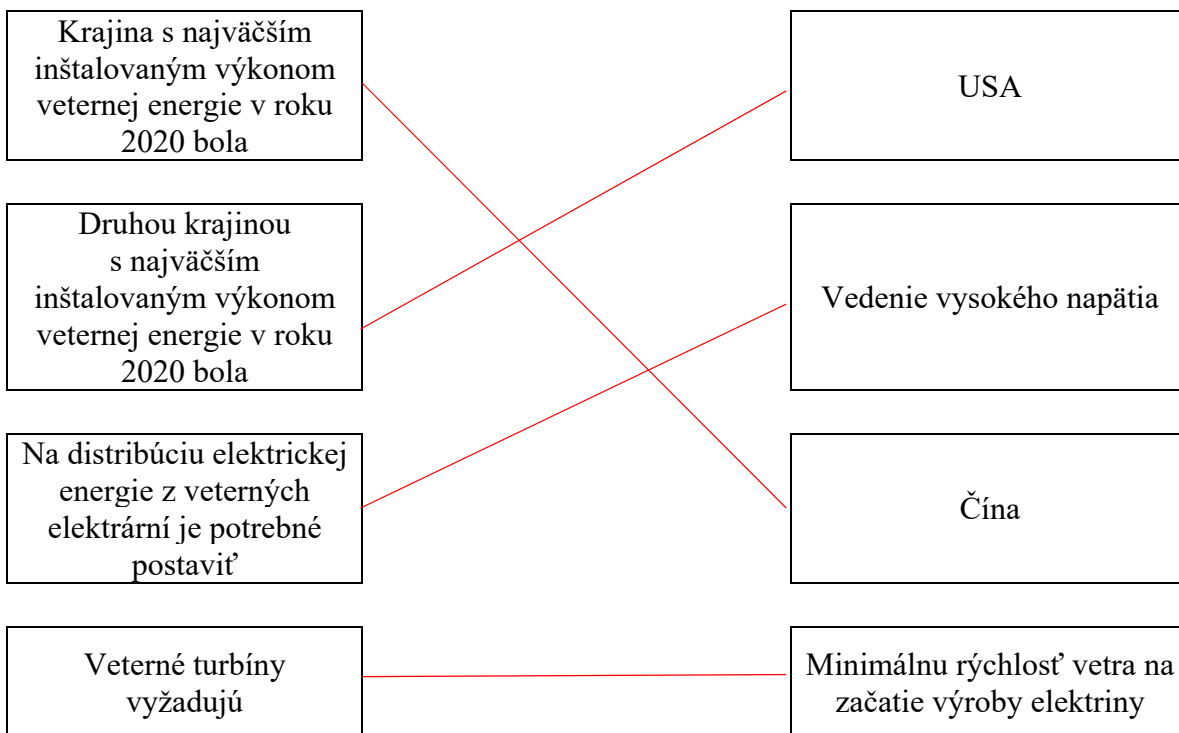 Krajina s najväčším
inštalovaným výkonom
veternej energie v roku
2020 bola
USA
Druhou krajinou
s najväčším
inštalovaným výkonom
veternej energie v roku
2020 bola
Vedenie vysokého napätia
Na distribúciu elektrickej
energie z veterných
elektrární je potrebné
postaviť
Čína
Veterné turbíny
vyžadujú
Minimálnu rýchlosť vetra na
začatie výroby elektriny